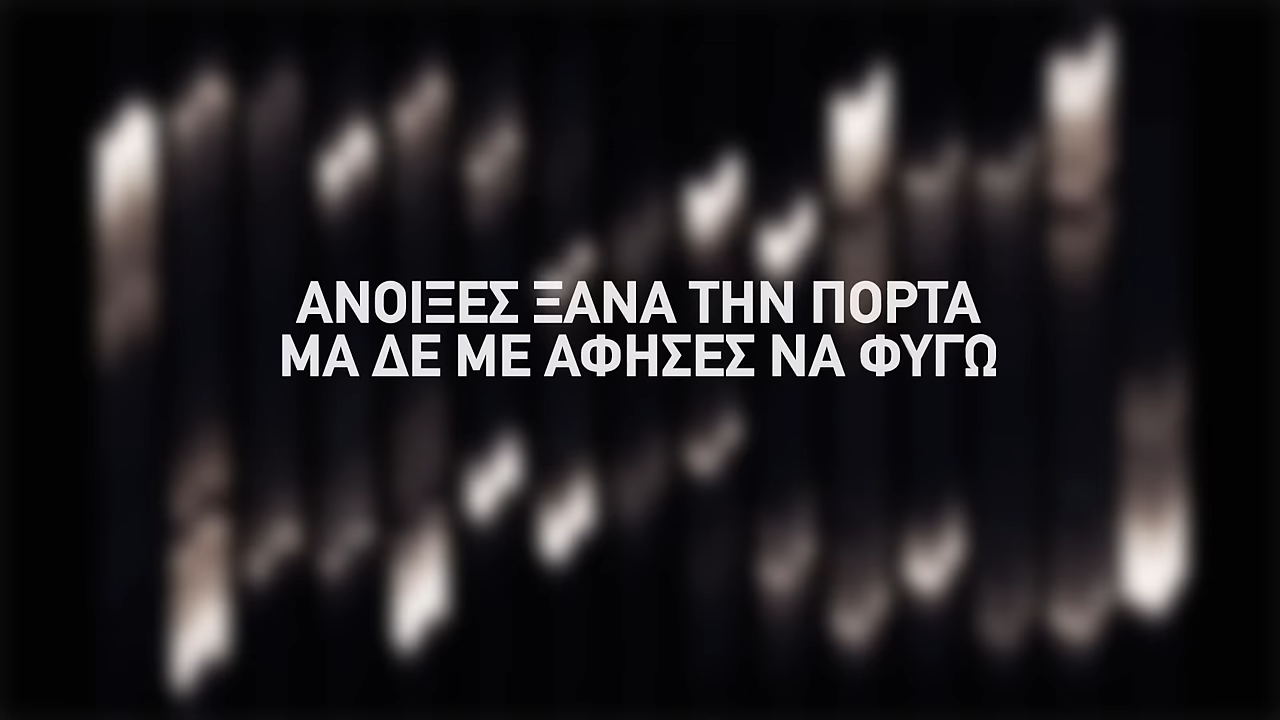 ΑΝΟΙΞΕΣ ΞΑΝΑ ΤΗΝ ΠΟΡΤΑ
ΜΑ ΔΕ ΜΕ ΑΦΗΣΕΣ ΝΑ ΦΥΓΩ